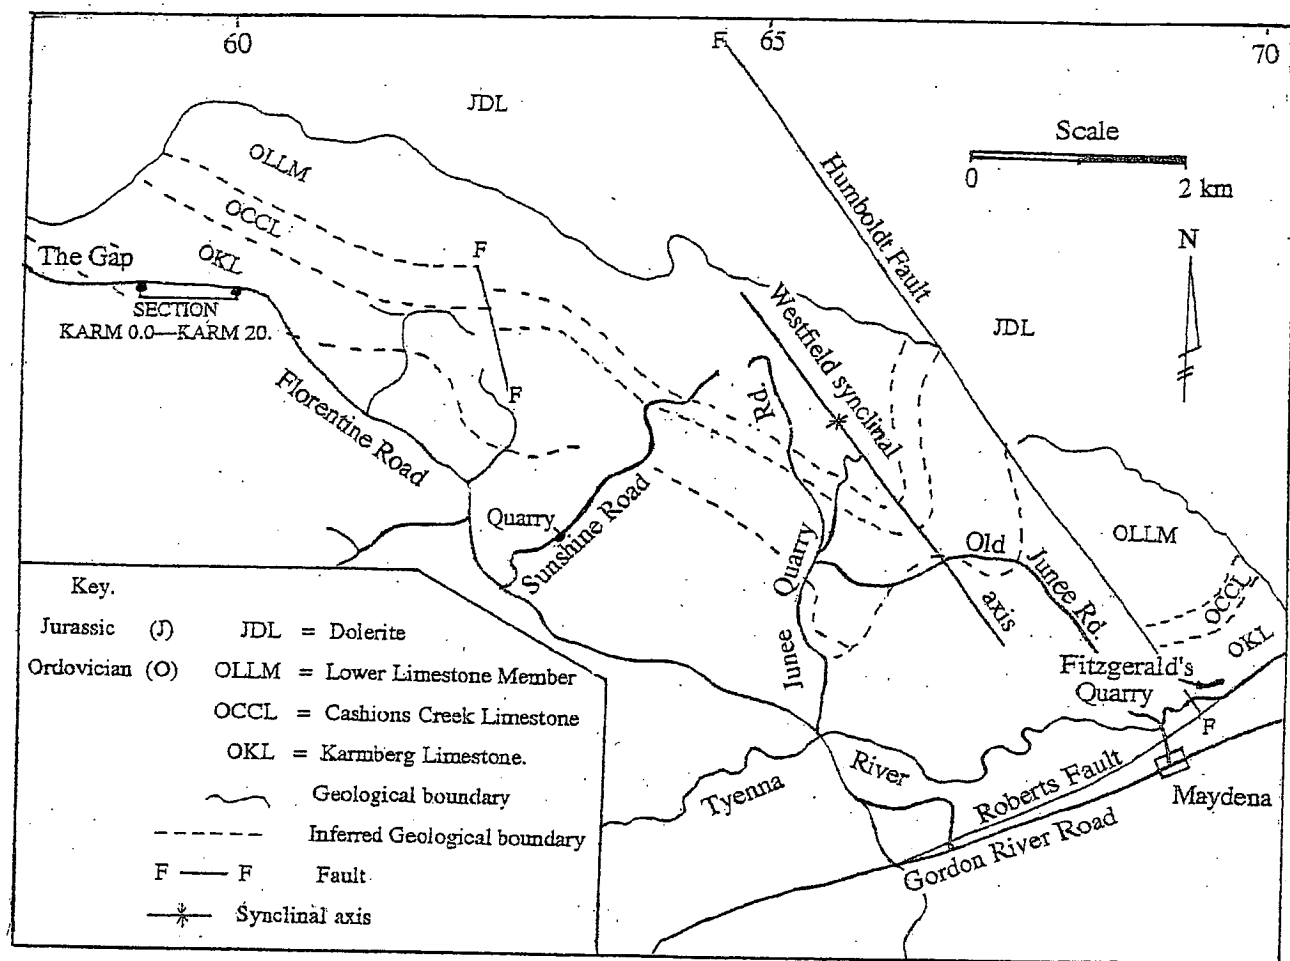 60
65
70
F
JDL
Scale
0
2 km
N
OLLM
OCCL
OKL
The Gap
SECTION
KARM 0.0—KARM 20.
F
F
Humboldt Fault
JDL
Westfield synclinal
axis
Florentine Road
Quarry
Sunshine Road
Junee Quarry Rd.
Old Junee Rd.
OLLM
OCCL
OKL
Fitzgerald's
Quarry
F
Tyenna River
Roberts Fault
Gordon River Road
Maydena
Key.
Jurassic (J) JDL = Dolerite
Ordovician (O) OLLM = Lower Limestone Member
OCCL = Cashions Creek Limestone
OKL = Karmberg Limestone.
Geological boundary
Inferred Geological boundary
F — F Fault
Synclinal axis